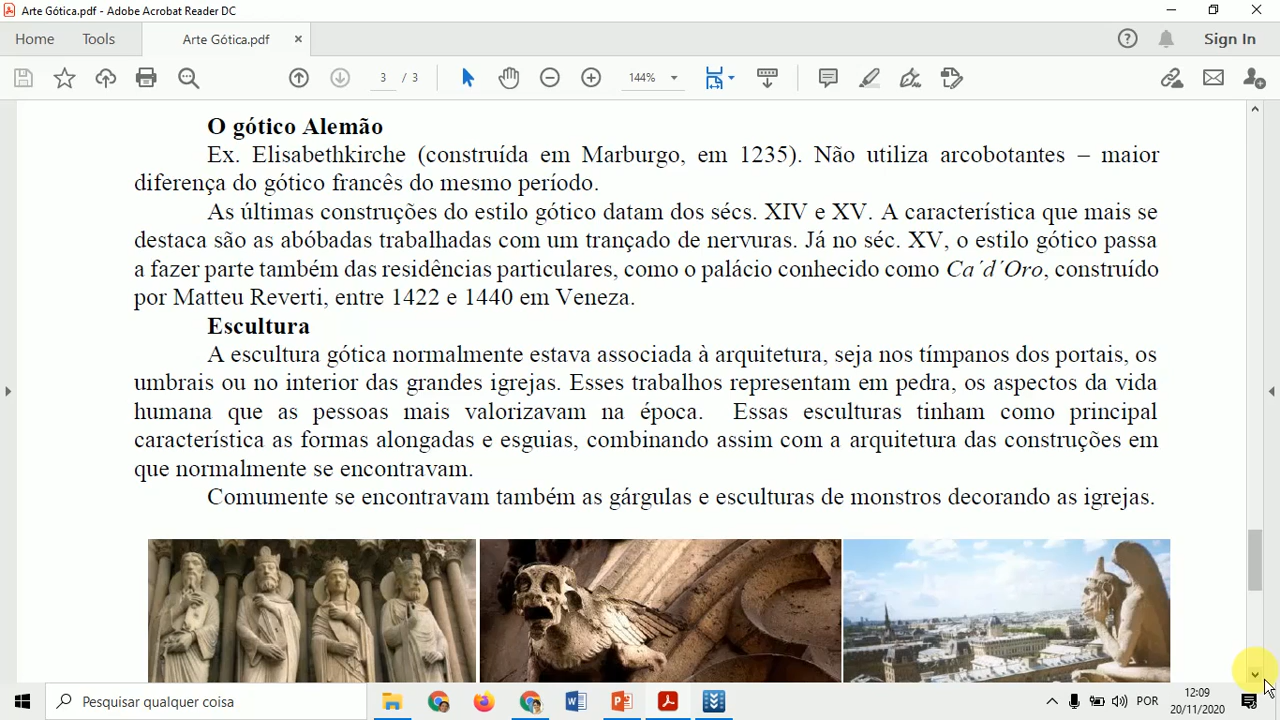 Arte Gótica.pdf - Adobe Acrobat Reader DC
Home Tools Arte Gótica.pdf × Sign In
3 / 3 144%
O gótico Alemão
Ex. Elisabethkirche (construída em Marburgo, em 1235). Não utiliza arcobotantes – maior
diferença do gótico francês do mesmo período.
As últimas construções do estilo gótico datam dos sécs. XIV e XV. A característica que mais se
destaca são as abóbadas trabalhadas com um trançado de nervuras. Já no séc. XV, o estilo gótico passa
a fazer parte também das residências particulares, como o palácio conhecido como Ca´d´Oro, construído
por Matteu Reverti, entre 1422 e 1440 em Veneza.
Escultura
A escultura gótica normalmente estava associada à arquitetura, seja nos tímpanos dos portais, os
umbrais ou no interior das grandes igrejas. Esses trabalhos representam em pedra, os aspectos da vida
humana que as pessoas mais valorizavam na época. Essas esculturas tinham como principal
característica as formas alongadas e esguias, combinando assim com a arquitetura das construções em
que normalmente se encontravam.
Comumente se encontravam também as gárgulas e esculturas de monstros decorando as igrejas.
Pesquisar qualquer coisa
POR
12:09
20/11/2020